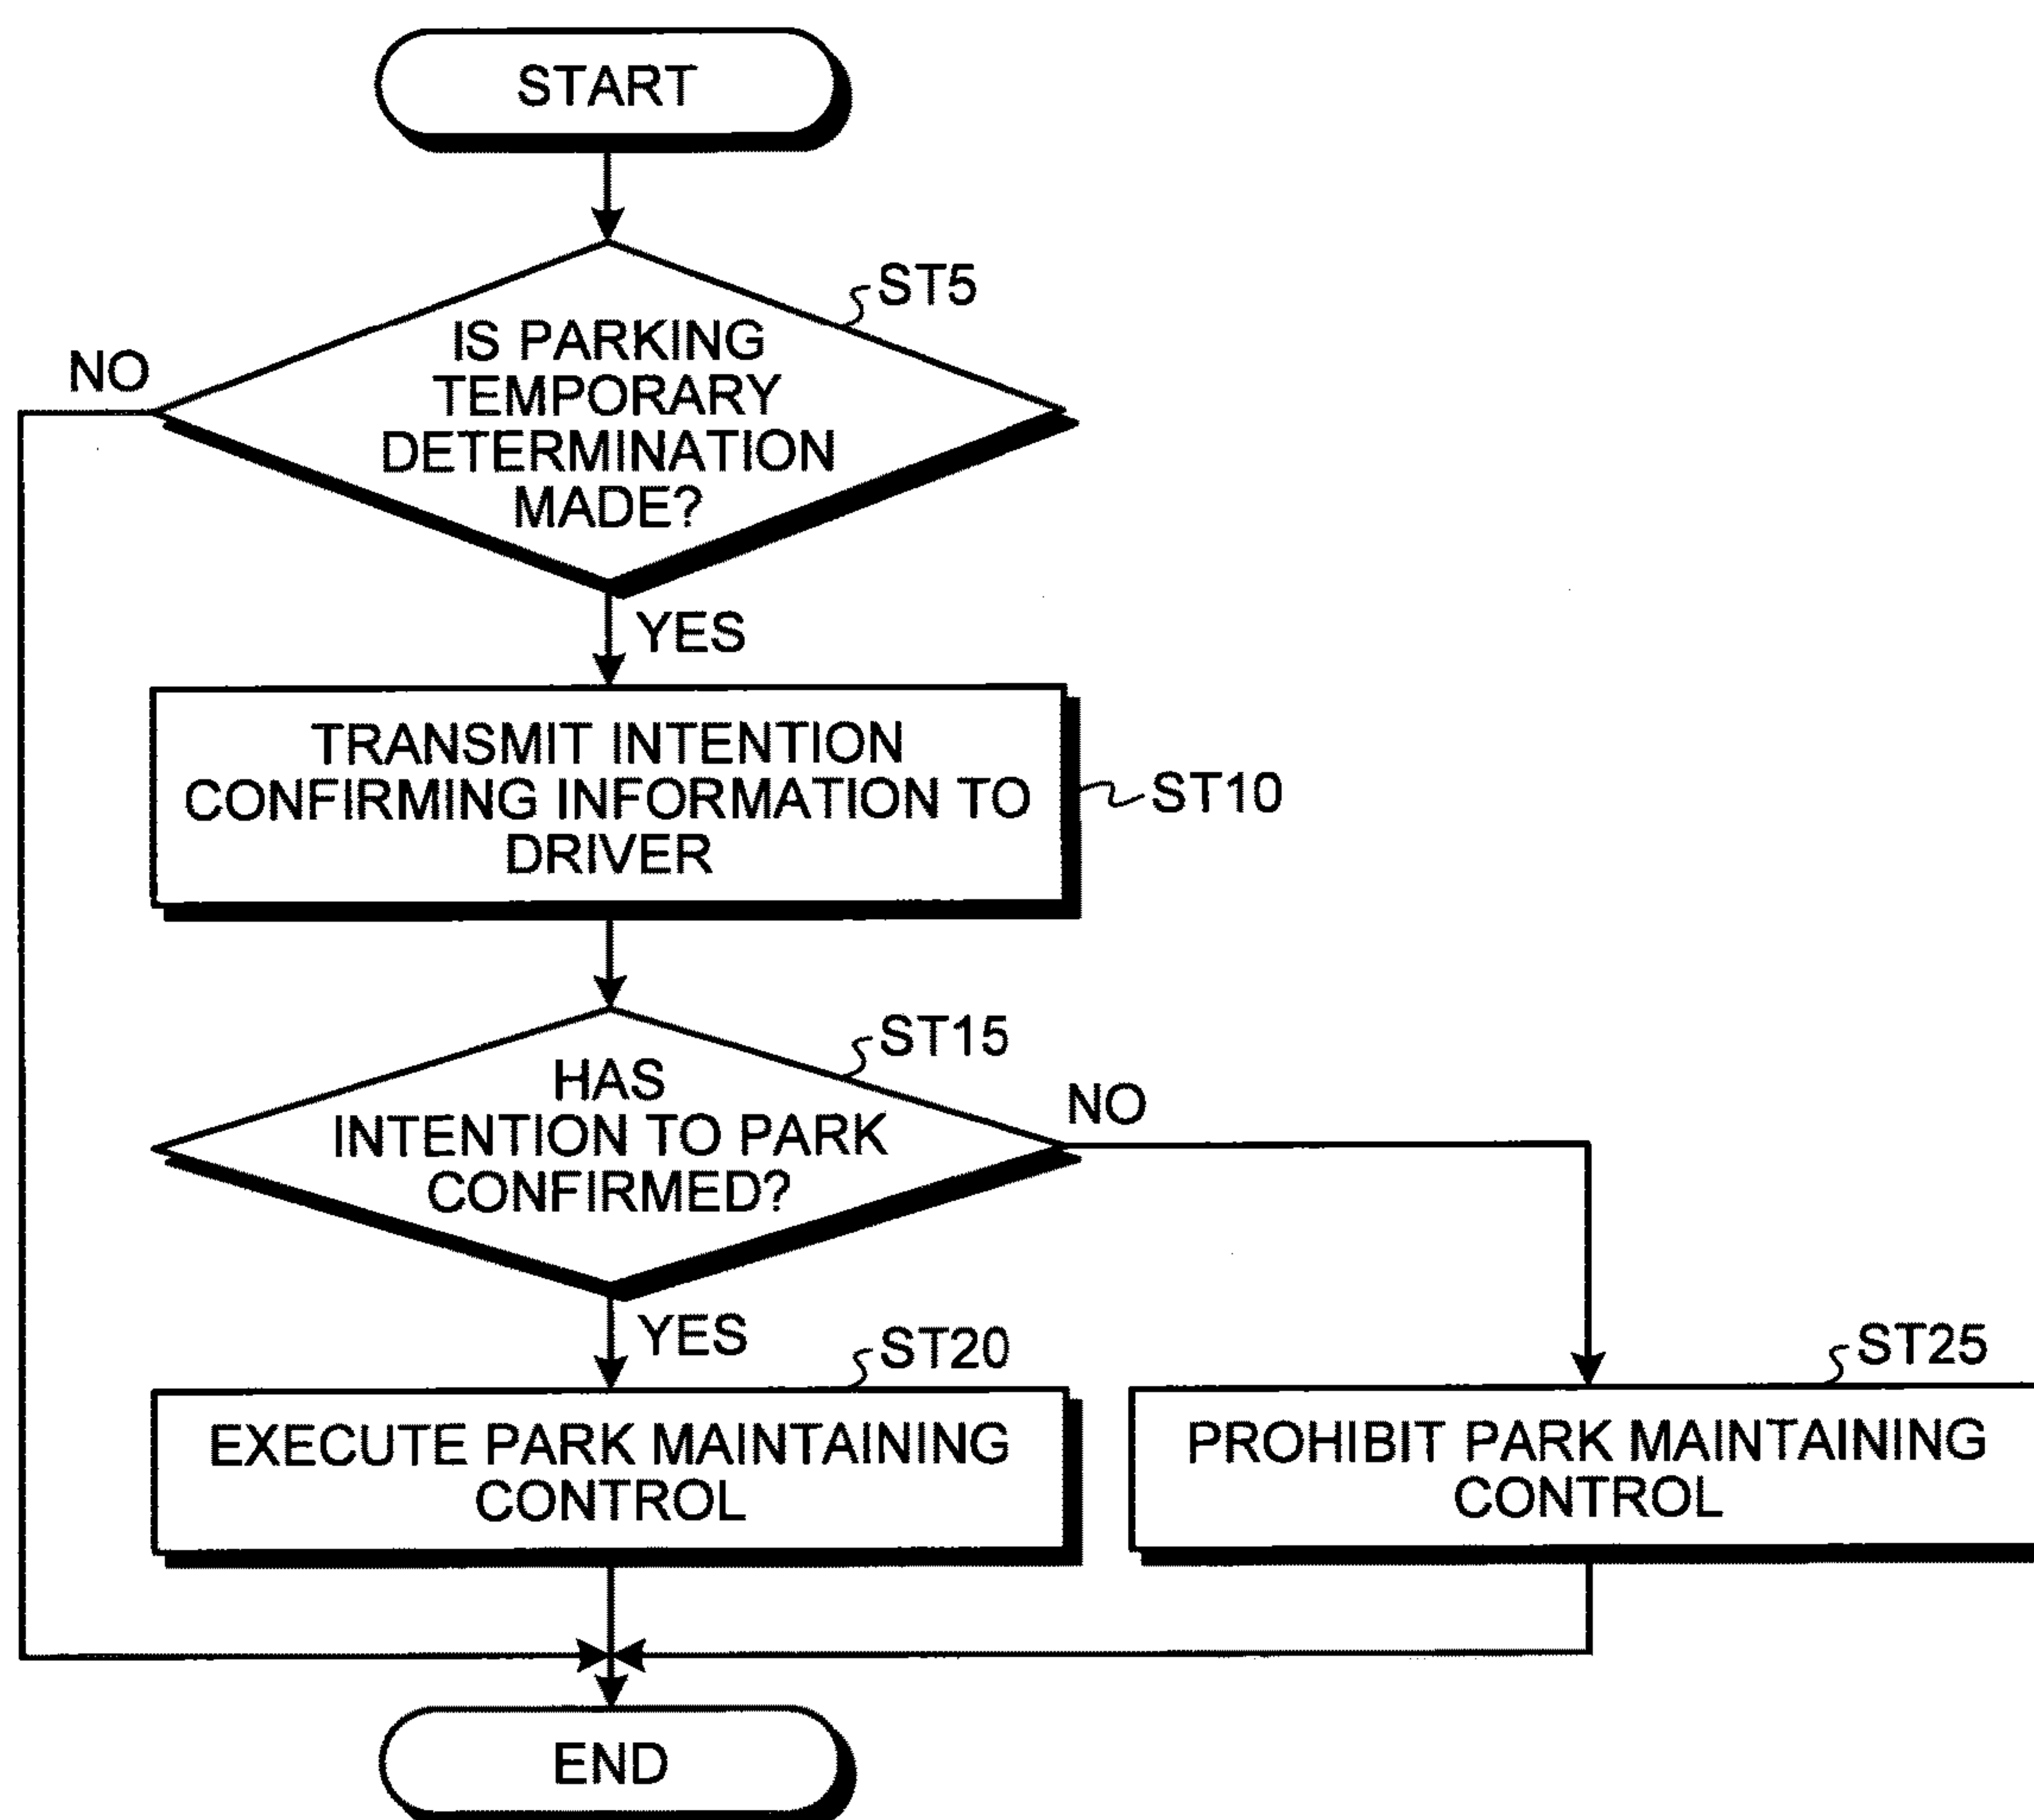 START
ST5
IS PARKING
TEMPORARY
DETERMINATION
MADE?
NO
YES
TRANSMIT INTENTION
CONFIRMING INFORMATION TO
DRIVER
ST10
ST15
HAS
INTENTION TO PARK
CONFIRMED?
NO
YES
ST20
EXECUTE PARK MAINTAINING
CONTROL
ST25
PROHIBIT PARK MAINTAINING
CONTROL
END